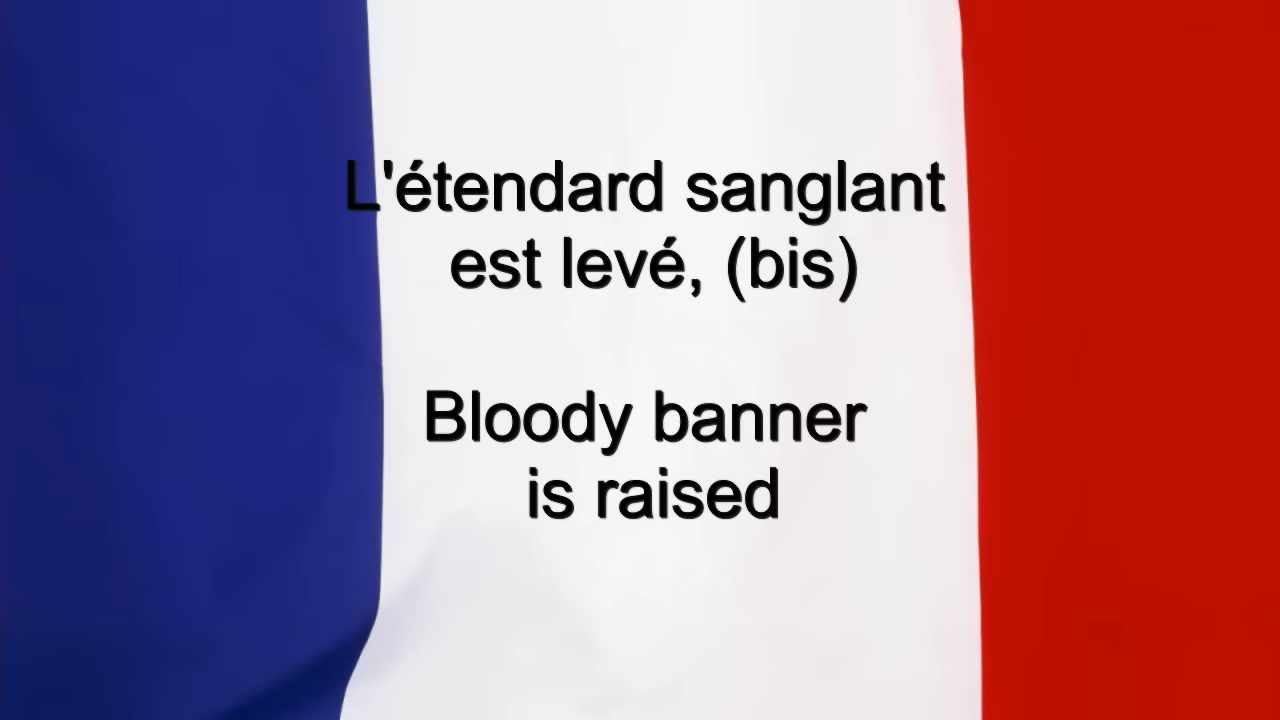 L'étendard sanglant
est levé, (bis)
Bloody banner
is raised